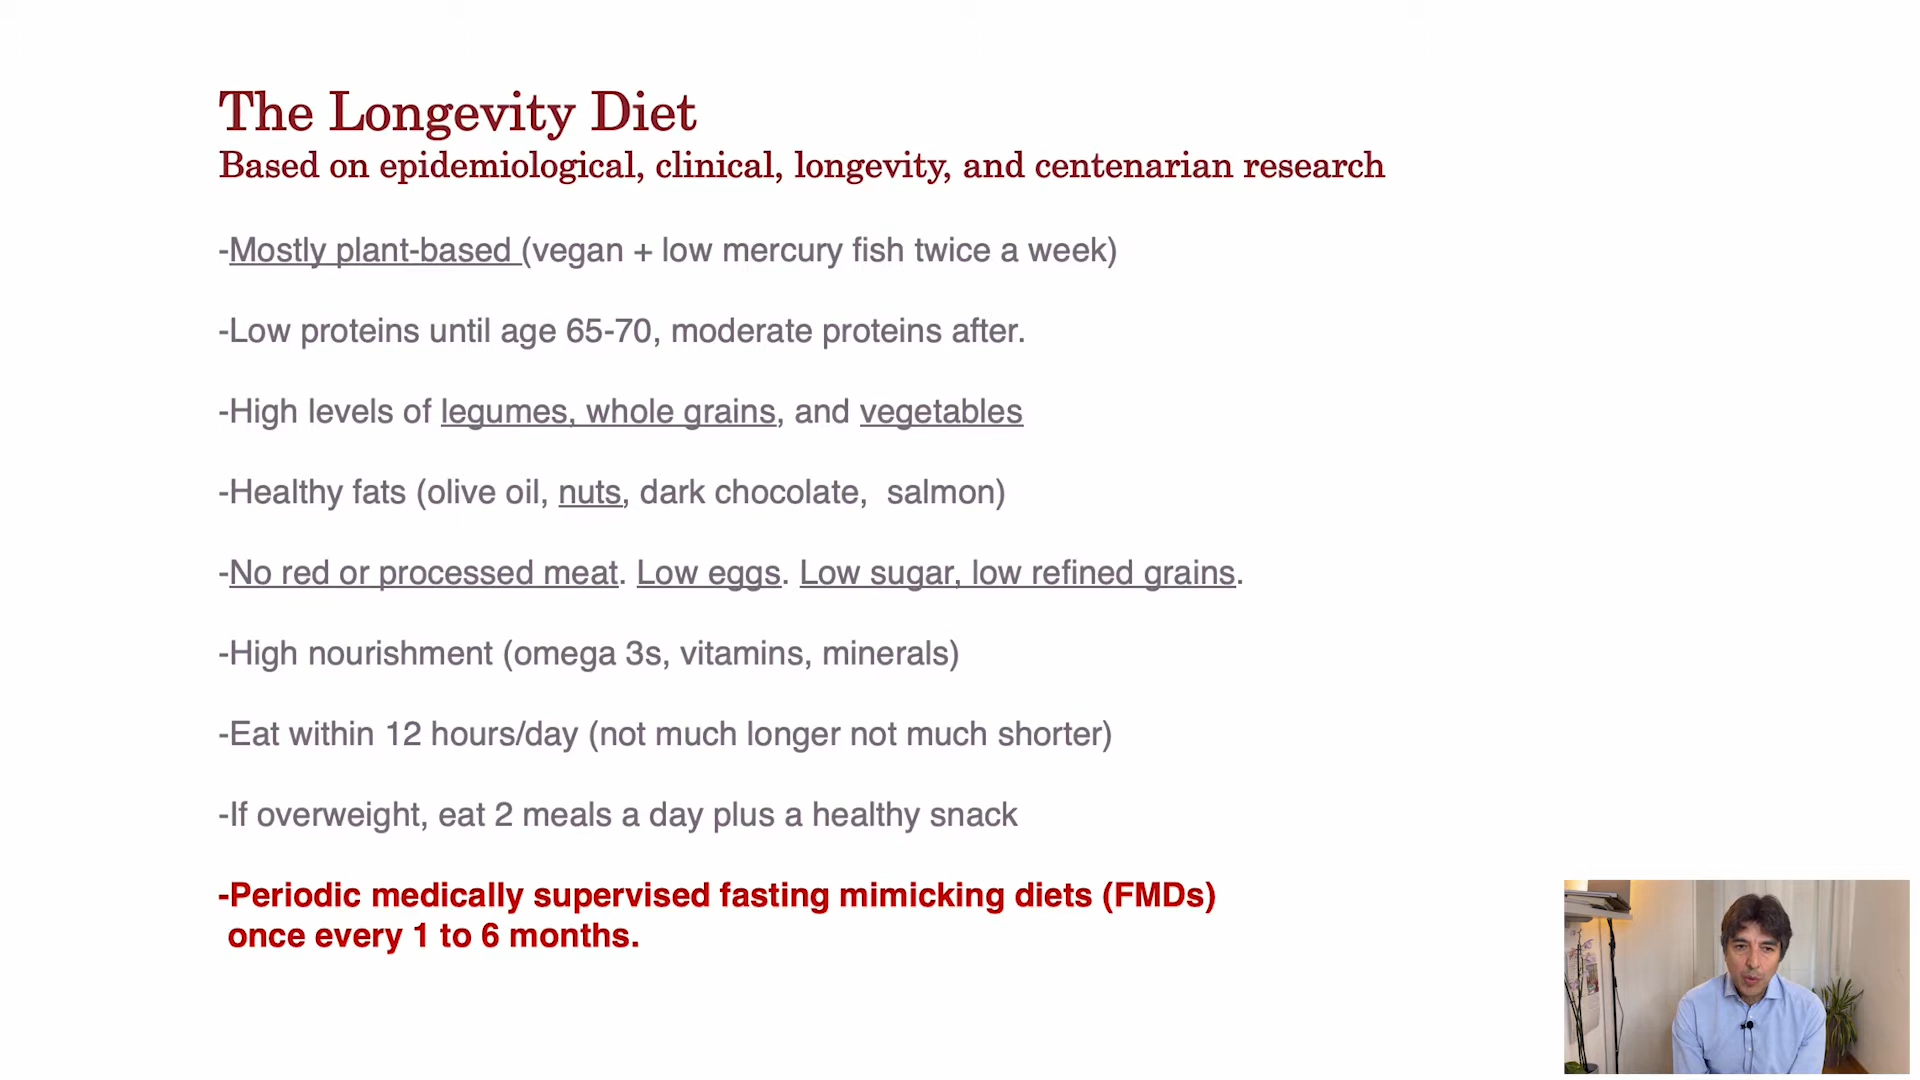 The Longevity Diet
Based on epidemiological, clinical, longevity, and centenarian research
-Mostly plant-based (vegan + low mercury fish twice a week)
-Low proteins until age 65-70, moderate proteins after.
-High levels of legumes, whole grains, and vegetables
-Healthy fats (olive oil, nuts, dark chocolate,  salmon)
-No red or processed meat. Low eggs. Low sugar, low refined grains.
-High nourishment (omega 3s, vitamins, minerals)
-Eat within 12 hours/day (not much longer not much shorter)
-If overweight, eat 2 meals a day plus a healthy snack
-Periodic medically supervised fasting mimicking diets (FMDs)
once every 1 to 6 months.